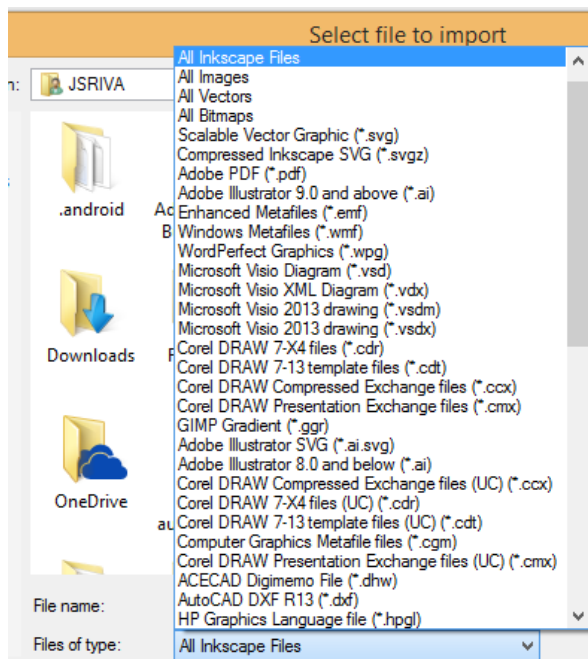 Select file to import
n:
JSRIVA
All Inkscape Files
All Images
All Vectors
All Bitmaps
Scalable Vector Graphic (*.svg)
Compressed Inkscape SVG (*.svgz)
Adobe PDF (*.pdf)
Adobe Illustrator 9.0 and above (*.ai)
Enhanced Metafiles (*.emf)
Windows Metafiles (*.wmf)
WordPerfect Graphics (*.wpg)
Microsoft Visio Diagram (*.vsd)
Microsoft Visio XML Diagram (*.vdx)
Microsoft Visio 2013 drawing (*.vsdm)
Microsoft Visio 2013 drawing (*.vsdx)
Corel DRAW 7-X4 files (*.cdr)
Corel DRAW 7-13 template files (*.cdt)
Corel DRAW Compressed Exchange files (*.ccx)
Corel DRAW Presentation Exchange files (*.cmx)
GIMP Gradient (*.ggr)
Adobe Illustrator SVG (*.ai.svg)
Adobe Illustrator 8.0 and below (*.ai)
Corel DRAW Compressed Exchange files (UC) (*.ccx)
Corel DRAW 7-X4 files (UC) (*.cdr)
Corel DRAW 7-13 template files (UC) (*.cdt)
Computer Graphics Metafile files (*.cgm)
Corel DRAW Presentation Exchange files (UC) (*.cmx)
ACECAD Digimemo File (*.dhw)
AutoCAD DXF R13 (*.dxf)
HP Graphics Language file (*.hpgl)
.android
Downloads
OneDrive
File name:
Files of type:
All Inkscape Files